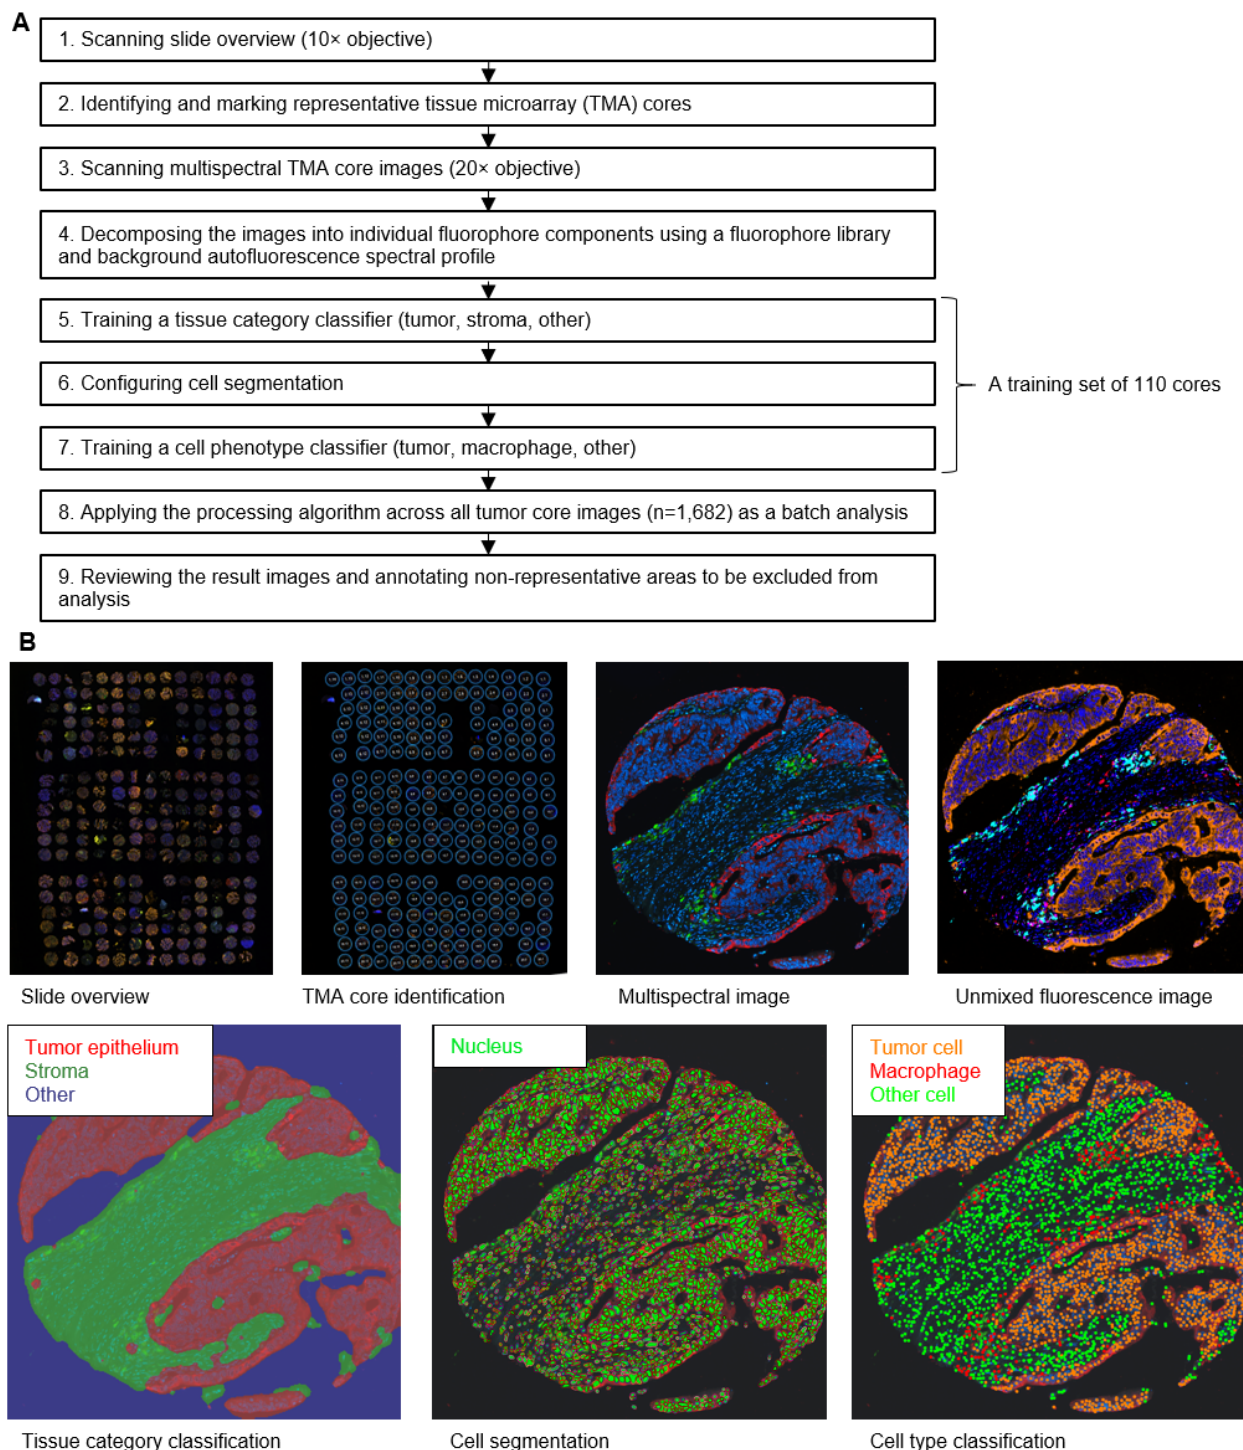 A
1. Scanning slide overview (10× objective)
2. Identifying and marking representative tissue microarray (TMA) cores
3. Scanning multispectral TMA core images (20× objective)
4. Decomposing the images into individual fluorophore components using a fluorophore library
and background autofluorescence spectral profile
5. Training a tissue category classifier (tumor, stroma, other)
6. Configuring cell segmentation
A training set of 110 cores
7. Training a cell phenotype classifier (tumor, macrophage, other)
8. Applying the processing algorithm across all tumor core images (n=1,682) as a batch analysis
9. Reviewing the result images and annotating non-representative areas to be excluded from
analysis
B
Slide overview
TMA core identification
Multispectral image
Unmixed fluorescence image
Tumor epithelium
Stroma
Other
Nucleus
Tumor cell
Macrophage
Other cell
Tissue category classification
Cell segmentation
Cell type classification